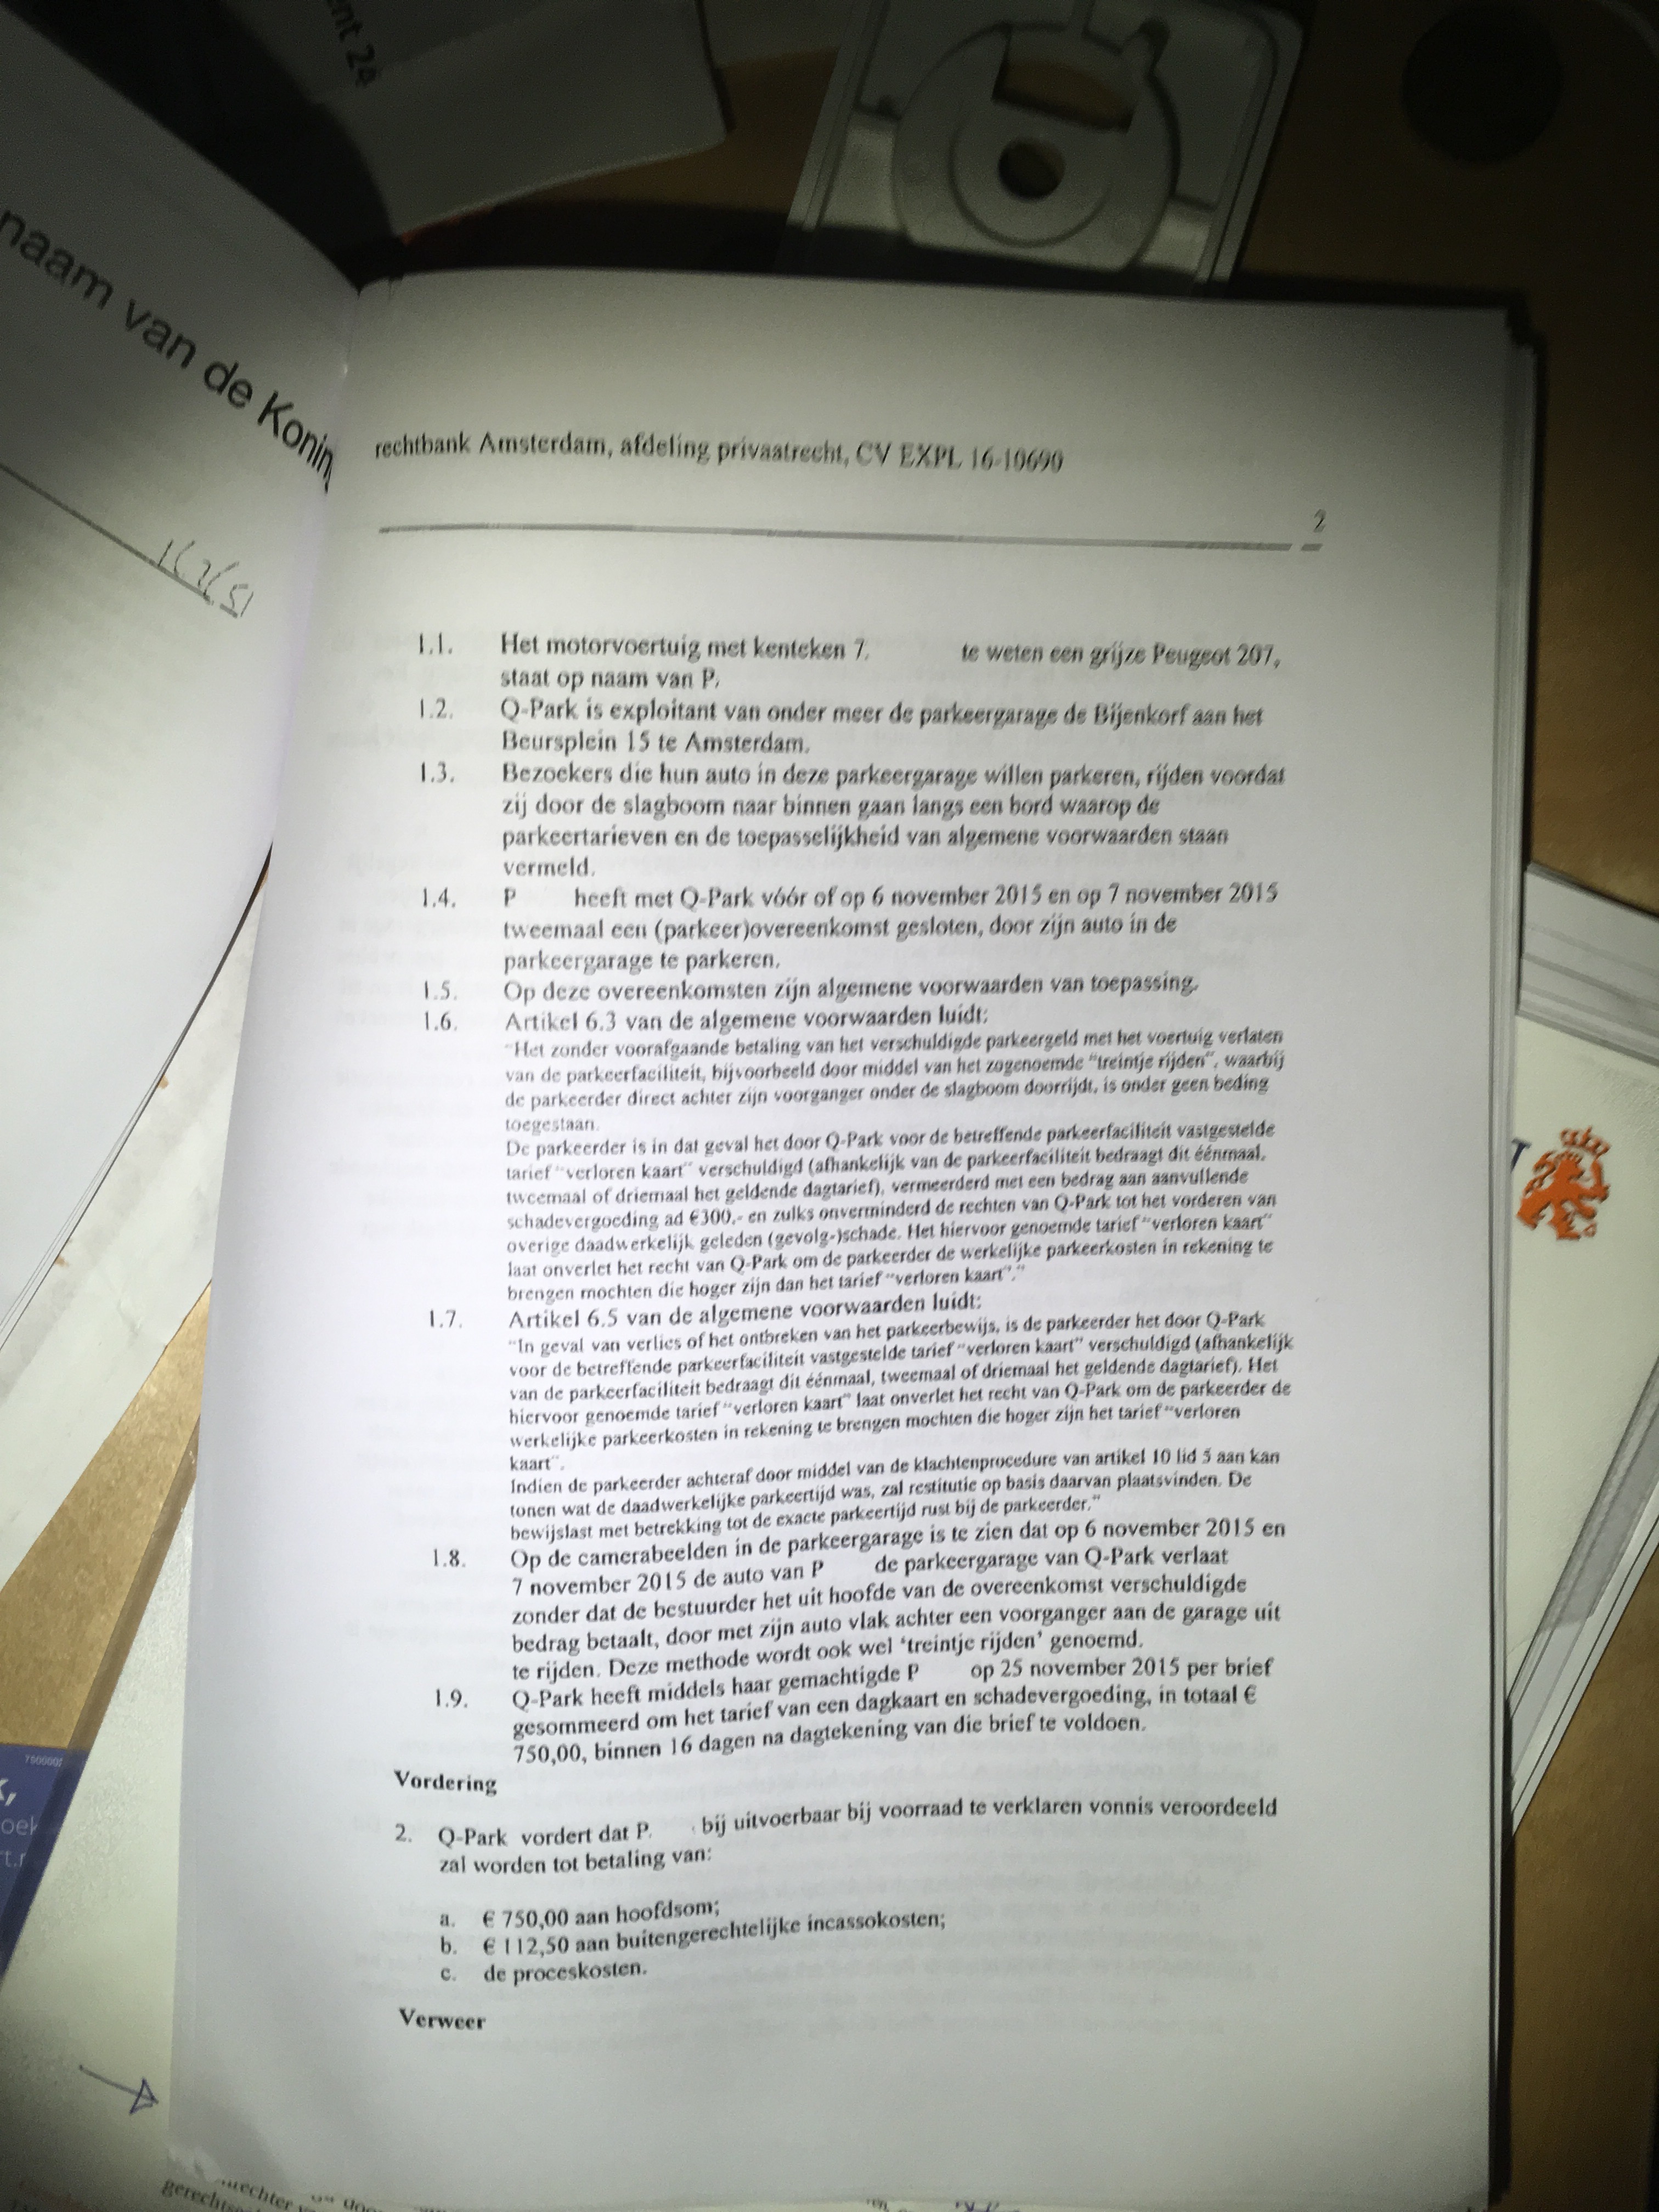 nt 24
naam van de Konin
rechtbank Amsterdam, afdeling privaatrecht, CV EXPL 16-10690
2
1.1. Het motorvoertuig met kenteken 7. te weten een grijze Peugeot 207,
staat op naam van P.
1.2. Q-Park is exploitant van onder meer de parkeergarage de Bijenkorf aan het
Beursplein 15 te Amsterdam.
1.3. Bezoekers die hun auto in deze parkeergarage willen parkeren, rijden voordat
zij door de slagboom naar binnen gaan langs een bord waarop de
parkeertarieven en de toepasselijkheid van algemene voorwaarden staan
vermeld.
1.4. P heeft met Q-Park vóór of op 6 november 2015 en op 7 november 2015
tweemaal een (parkeer)overeenkomst gesloten, door zijn auto in de
parkeergarage te parkeren.
1.5. Op deze overeenkomsten zijn algemene voorwaarden van toepassing.
1.6. Artikel 6.3 van de algemene voorwaarden luidt:
"Het zonder voorafgaande betaling van het verschuldigde parkeergeld met het voertuig verlaten
van de parkeerfaciliteit, bijvoorbeeld door middel van het zogenoemde "treintje rijden", waarbij
de parkeerder direct achter zijn voorganger onder de slagboom doorrijdt, is onder geen beding
toegestaan.
De parkeerder is in dat geval het door Q-Park voor de betreffende parkeerfaciliteit vastgestelde
tarief "verloren kaart" verschuldigd (afhankelijk van de parkeerfaciliteit bedraagt dit éénmaal,
tweemaal of driemaal het geldende dagtarief), vermeerderd met een bedrag aan aanvullende
schadevergoeding ad €300,- en zulks onverminderd de rechten van Q-Park tot het vorderen van
overige daadwerkelijk geleden (gevolg-)schade. Het hiervoor genoemde tarief "verloren kaart"
laat onverlet het recht van Q-Park om de parkeerder de werkelijke parkeerkosten in rekening te
brengen mochten die hoger zijn dan het tarief "verloren kaart"."
1.7. Artikel 6.5 van de algemene voorwaarden luidt:
"In geval van verlies of het ontbreken van het parkeerbewijs, is de parkeerder het door Q-Park
voor de betreffende parkeerfaciliteit vastgestelde tarief "verloren kaart" verschuldigd (afhankelijk
van de parkeerfaciliteit bedraagt dit éénmaal, tweemaal of driemaal het geldende dagtarief). Het
hiervoor genoemde tarief "verloren kaart" laat onverlet het recht van Q-Park om de parkeerder de
werkelijke parkeerkosten in rekening te brengen mochten die hoger zijn het tarief "verloren
kaart".
Indien de parkeerder achteraf door middel van de klachtenprocedure van artikel 10 lid 5 aan kan
tonen wat de daadwerkelijke parkeertijd was, zal restitutie op basis daarvan plaatsvinden. De
bewijslast met betrekking tot de exacte parkeertijd rust bij de parkeerder."
1.8. Op de camerabeelden in de parkeergarage is te zien dat op 6 november 2015 en
7 november 2015 de auto van P de parkeergarage van Q-Park verlaat
zonder dat de bestuurder het uit hoofde van de overeenkomst verschuldigde
bedrag betaalt, door met zijn auto vlak achter een voorganger aan de garage uit
te rijden. Deze methode wordt ook wel 'treintje rijden' genoemd.
1.9. Q-Park heeft middels haar gemachtigde P op 25 november 2015 per brief
gesommeerd om het tarief van een dagkaart en schadevergoeding, in totaal €
750,00, binnen 16 dagen na dagtekening van die brief te voldoen.
Vordering
2. Q-Park vordert dat P. bij uitvoerbaar bij voorraad te verklaren vonnis veroordeeld
zal worden tot betaling van:
a. € 750,00 aan hoofdsom;
b. € 112,50 aan buitengerechtelijke incassokosten;
c. de proceskosten.
Verweer